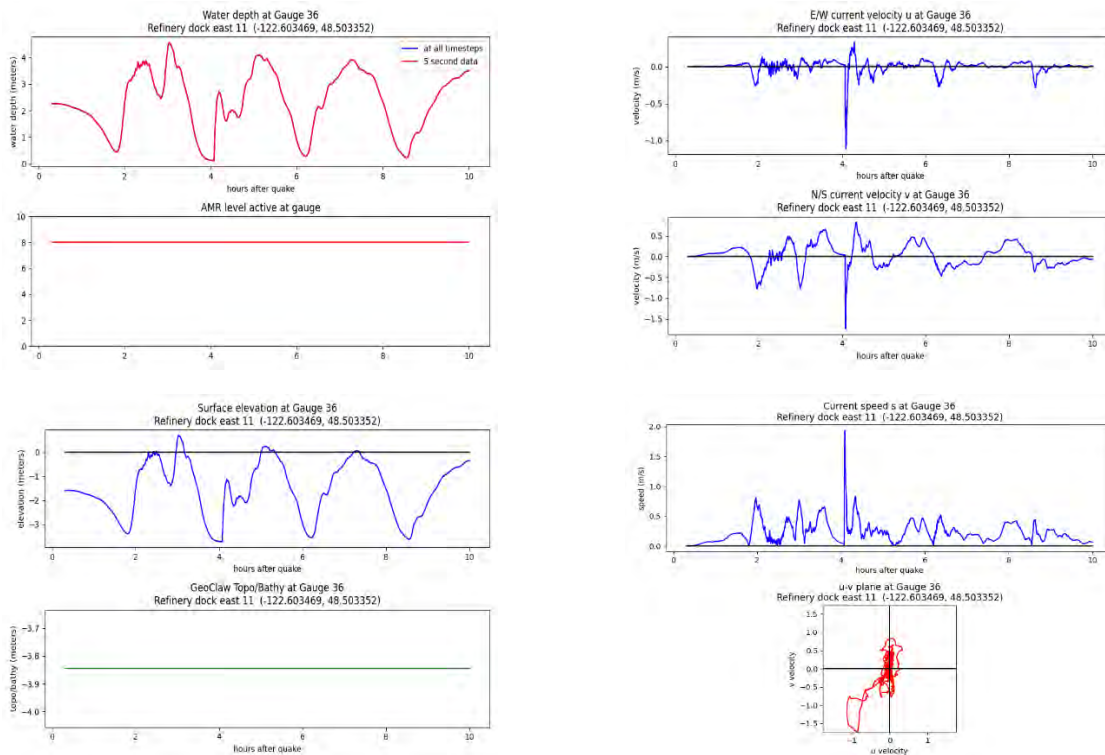 Water depth at Gauge 36
Refinery dock east 11 (-122.603469, 48.503352)
water depth (meters)
4
3
2
1
0
at all timesteps
5 second data
0 2 4 6 8 10
hours after quake
AMR level active at gauge
10
8
6
4
2
0
0 2 4 6 8 10
Surface elevation at Gauge 36
Refinery dock east 11 (-122.603469, 48.503352)
elevation (meters)
0
−1
−2
−3
0 2 4 6 8 10
hours after quake
GeoClaw Topo/Bathy at Gauge 36
Refinery dock east 11 (-122.603469, 48.503352)
topo/bathy (meters)
−3.7
−3.8
−3.9
−4.0
0 2 4 6 8 10
hours after quake
E/W current velocity u at Gauge 36
Refinery dock east 11 (-122.603469, 48.503352)
velocity (m/s)
0.0
−0.5
−1.0
0 2 4 6 8 10
hours after quake
N/S current velocity v at Gauge 36
Refinery dock east 11 (-122.603469, 48.503352)
velocity (m/s)
0.5
0.0
−0.5
−1.0
−1.5
0 2 4 6 8 10
hours after quake
Current speed s at Gauge 36
Refinery dock east 11 (-122.603469, 48.503352)
speed (m/s)
2.0
1.5
1.0
0.5
0.0
0 2 4 6 8 10
hours after quake
u-v plane at Gauge 36
Refinery dock east 11 (-122.603469, 48.503352)
v velocity
1.5
1.0
0.5
0.0
−0.5
−1.0
−1.5
−1 0 1
u velocity